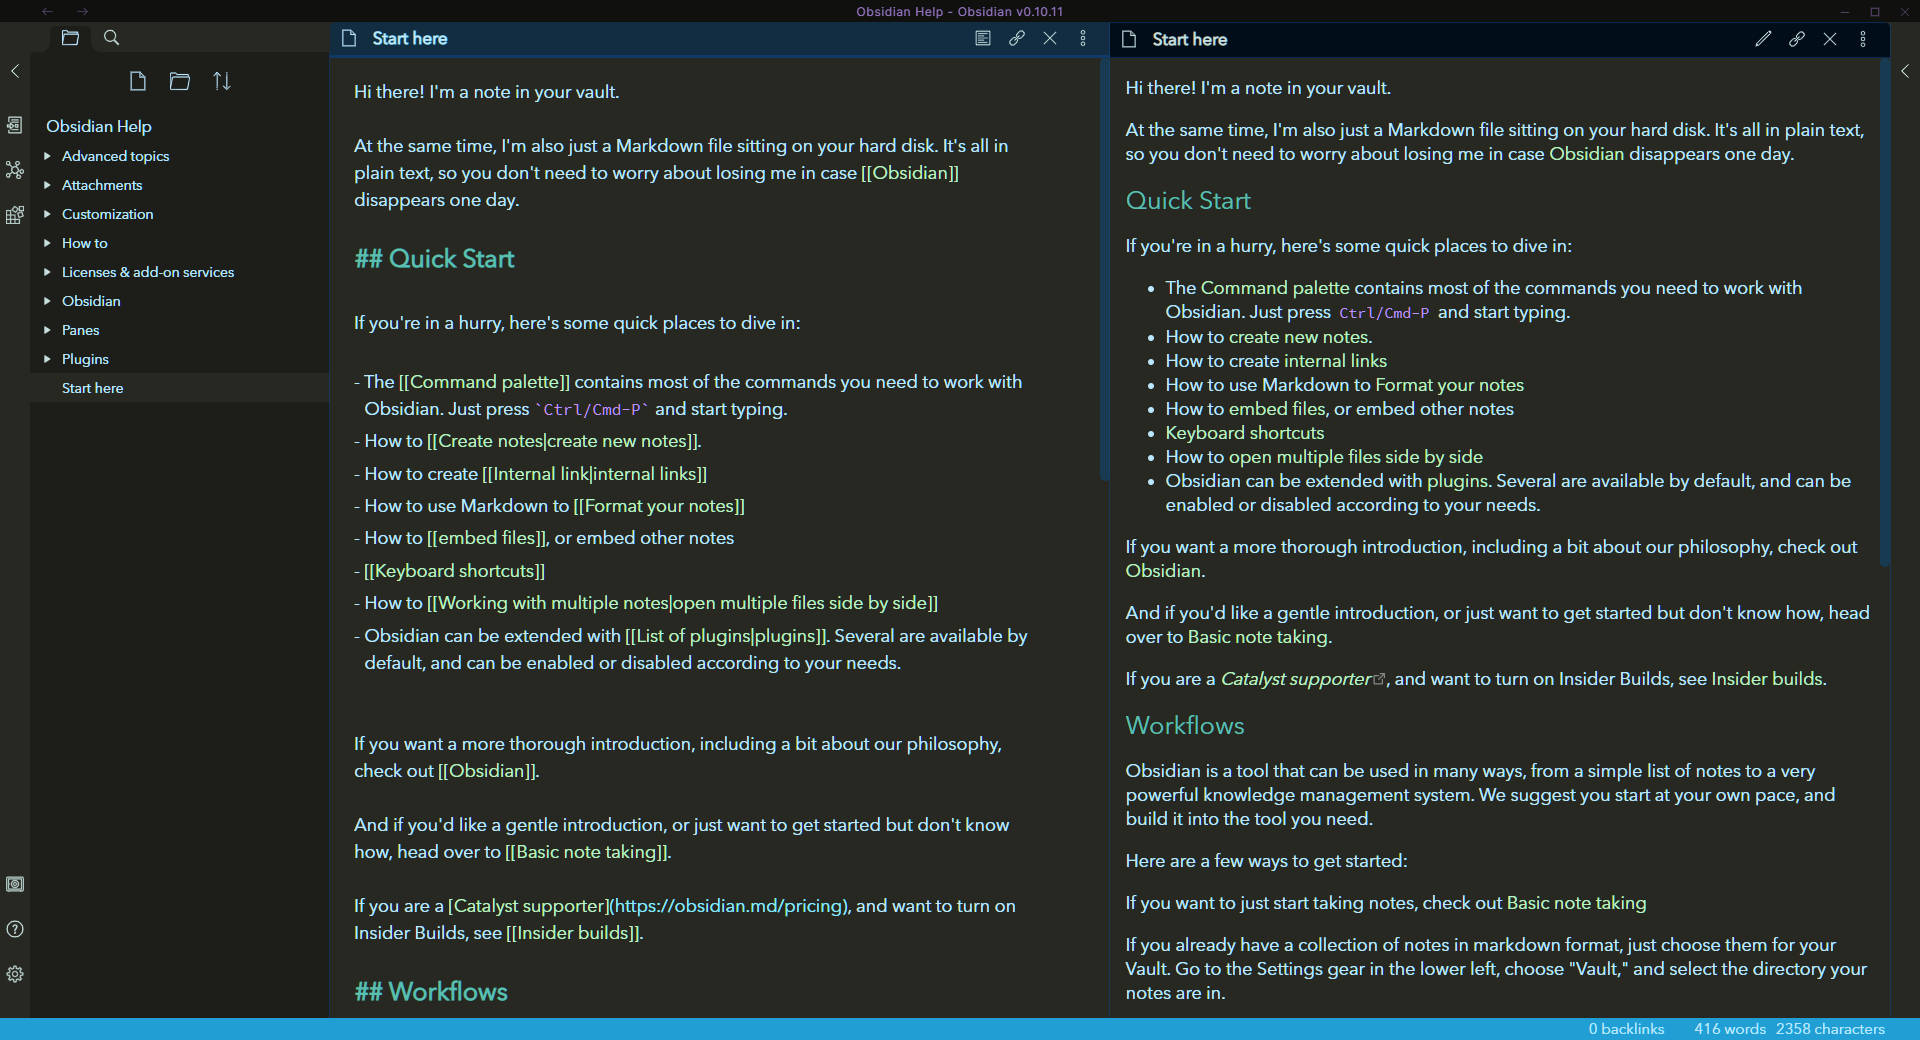 Obsidian Help - Obsidian v0.10.11
Obsidian Help
Advanced topics
Attachments
Customization
How to
Licenses & add-on services
Obsidian
Panes
Plugins
Start here
Start here
Hi there! I'm a note in your vault.
At the same time, I'm also just a Markdown file sitting on your hard disk. It's all in
plain text, so you don't need to worry about losing me in case [[Obsidian]]
disappears one day.
## Quick Start
If you're in a hurry, here's some quick places to dive in:
- The [[Command palette]] contains most of the commands you need to work with
Obsidian. Just press `Ctrl/Cmd-P` and start typing.
- How to [[Create notes|create new notes]].
- How to create [[Internal link|internal links]]
- How to use Markdown to [[Format your notes]]
- How to [[embed files]], or embed other notes
- [[Keyboard shortcuts]]
- How to [[Working with multiple notes|open multiple files side by side]]
- Obsidian can be extended with [[List of plugins|plugins]]. Several are available by
default, and can be enabled or disabled according to your needs.
If you want a more thorough introduction, including a bit about our philosophy,
check out [[Obsidian]].
And if you'd like a gentle introduction, or just want to get started but don't know
how, head over to [[Basic note taking]].
If you are a [Catalyst supporter](https://obsidian.md/pricing), and want to turn on
Insider Builds, see [[Insider builds]].
## Workflows
Start here
Hi there! I'm a note in your vault.
At the same time, I'm also just a Markdown file sitting on your hard disk. It's all in plain text,
so you don't need to worry about losing me in case Obsidian disappears one day.
Quick Start
If you're in a hurry, here's some quick places to dive in:
• The Command palette contains most of the commands you need to work with
Obsidian. Just press Ctrl/Cmd-P and start typing.
• How to create new notes.
• How to create internal links
• How to use Markdown to Format your notes
• How to embed files, or embed other notes
• Keyboard shortcuts
• How to open multiple files side by side
• Obsidian can be extended with plugins. Several are available by default, and can be
enabled or disabled according to your needs.
If you want a more thorough introduction, including a bit about our philosophy, check out
Obsidian.
And if you'd like a gentle introduction, or just want to get started but don't know how, head
over to Basic note taking.
If you are a Catalyst supporter, and want to turn on Insider Builds, see Insider builds.
Workflows
Obsidian is a tool that can be used in many ways, from a simple list of notes to a very
powerful knowledge management system. We suggest you start at your own pace, and
build it into the tool you need.
Here are a few ways to get started:
If you want to just start taking notes, check out Basic note taking
If you already have a collection of notes in markdown format, just choose them for your
Vault. Go to the Settings gear in the lower left, choose "Vault," and select the directory your
notes are in.
0 backlinks 416 words 2358 characters